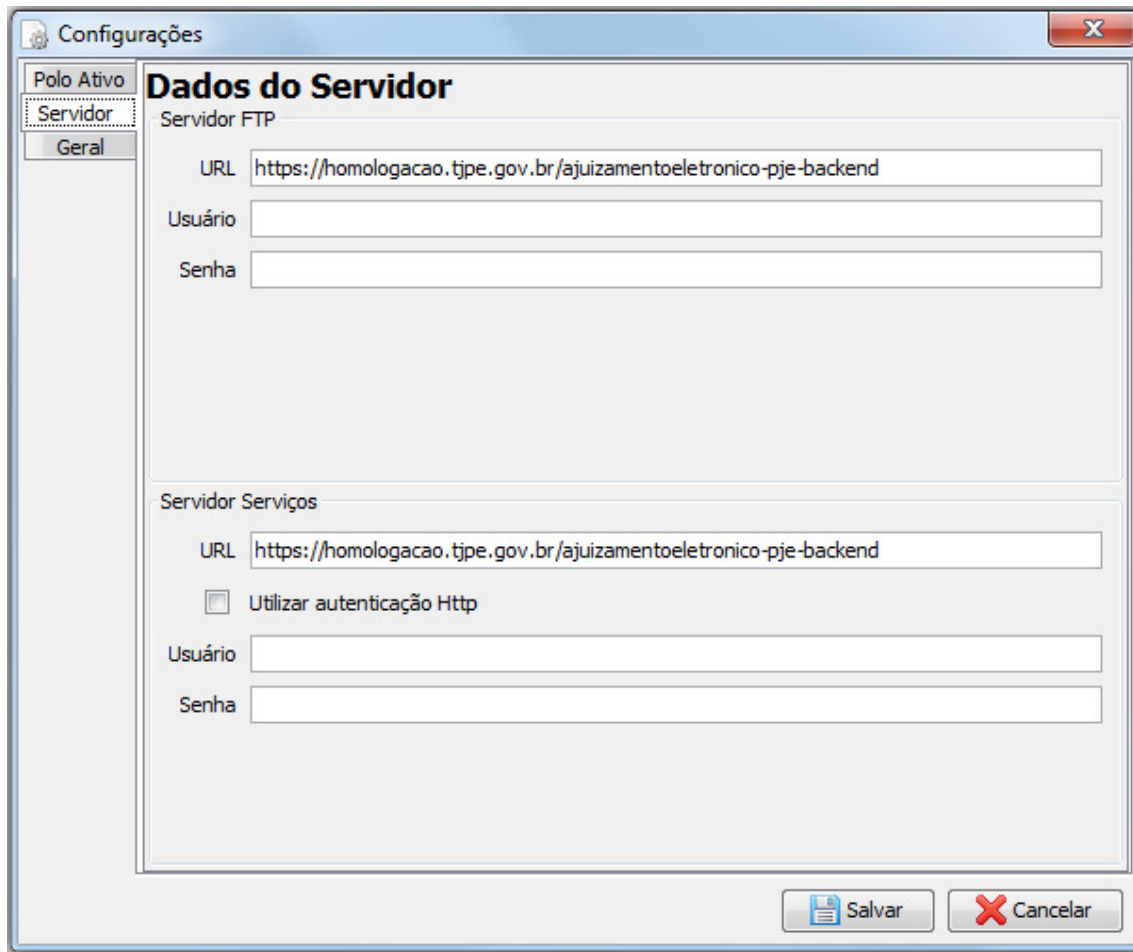 Configurações
Polo Ativo
Servidor
Geral
Dados do Servidor
Servidor FTP
URL https://homologacao.tjpe.gov.br/ajuizamentoeletronico-pje-backend
Usuário
Senha
Servidor Serviços
URL https://homologacao.tjpe.gov.br/ajuizamentoeletronico-pje-backend
Utilizar autenticação Http
Usuário
Senha
Salvar Cancelar